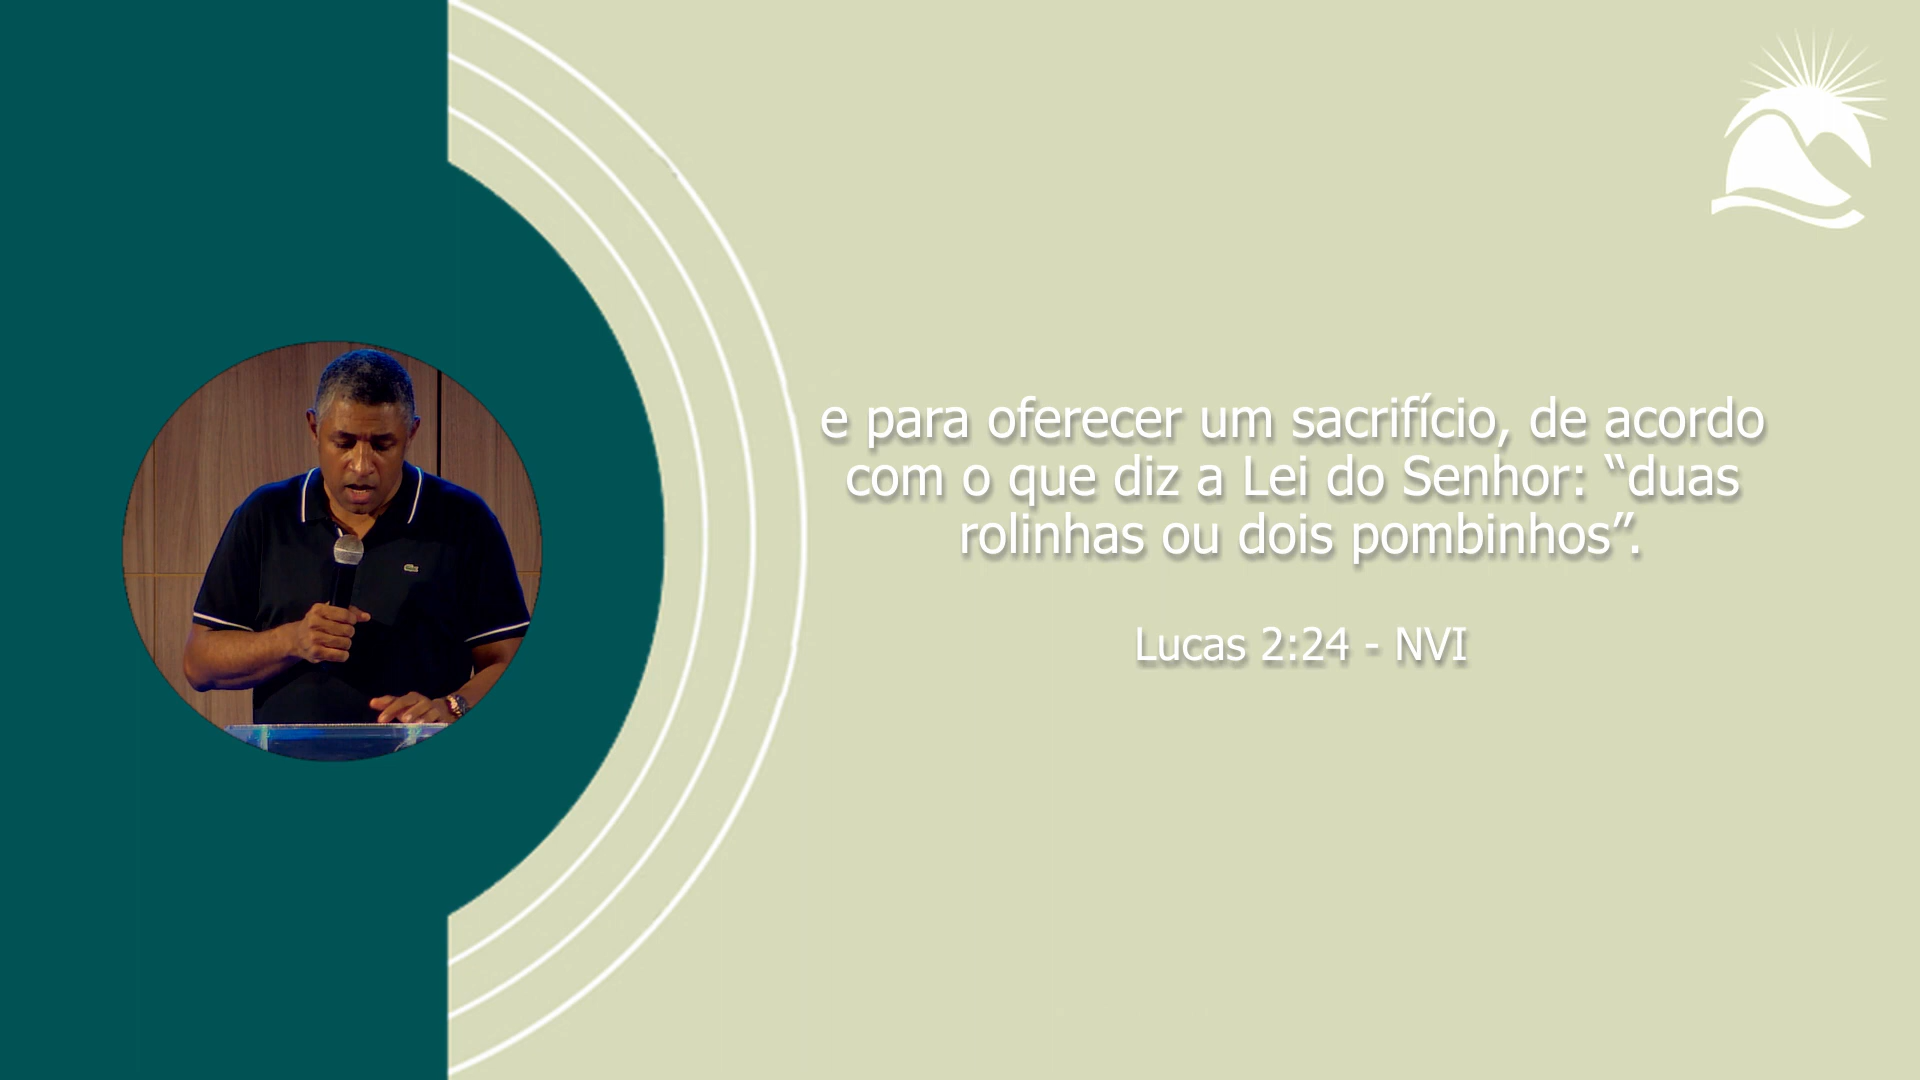 e para oferecer um sacrifício, de acordo
com o que diz a Lei do Senhor: “duas
rolinhas ou dois pombinhos”.
Lucas 2:24 - NVI